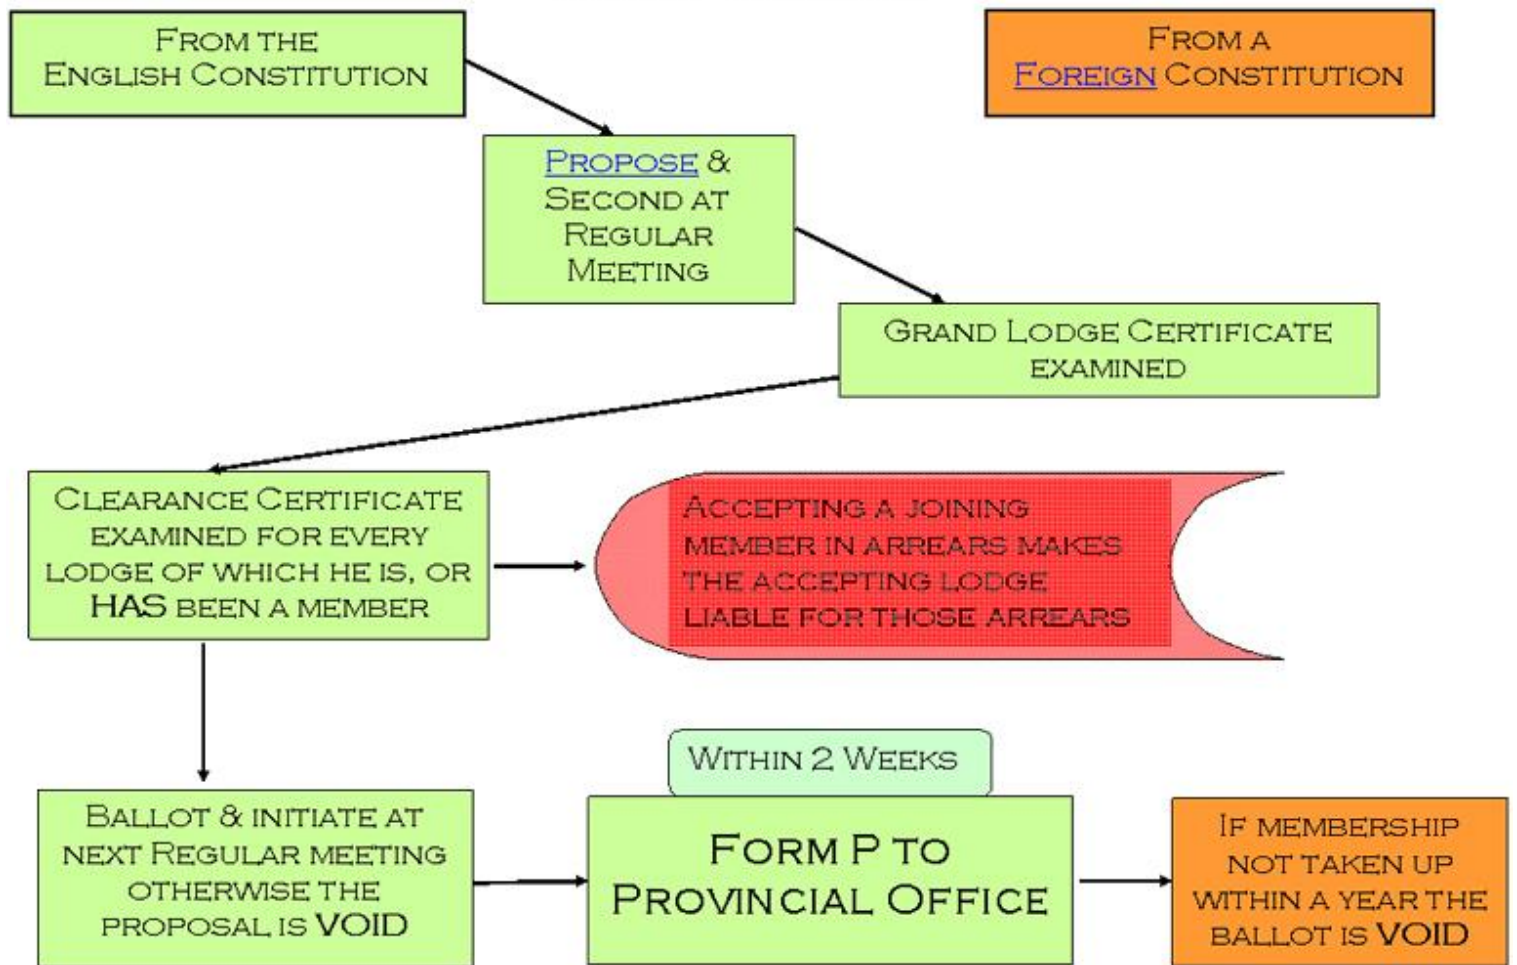 From the
English Constitution
From a
Foreign Constitution
Propose &
Second at
Regular
Meeting
Grand Lodge Certificate
examined
Clearance Certificate
examined for every
lodge of which he is, or
HAS been a member
Accepting a joining
member in arrears makes
the accepting lodge
liable for those arrears
Within 2 Weeks
Ballot & initiate at
next Regular meeting
otherwise the
proposal is VOID
Form P to
Provincial Office
If membership
not taken up
within a year the
ballot is VOID